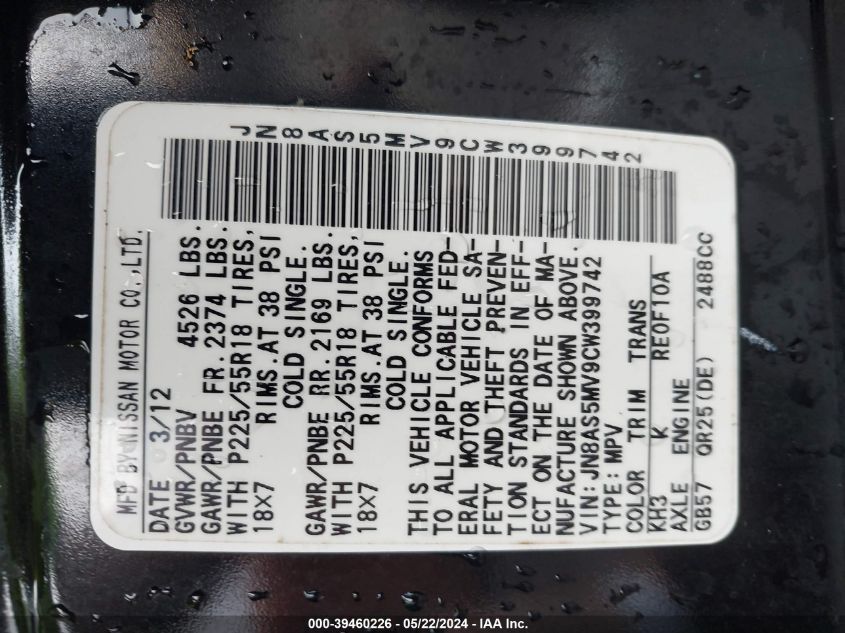 JN8AS5MV9CW399742
MFD BY NISSAN MOTOR CO.,LTD.
DATE 3/12
GVWR/PNBV 4526 LBS.
GAWR/PNBE FR. 2374 LBS.
WITH P225/55R18 TIRES,
18X7 RIMS.AT 38 PSI
COLD SINGLE.
GAWR/PNBE RR. 2169 LBS.
WITH P225/55R18 TIRES,
18X7 RIMS.AT 38 PSI
COLD SINGLE.
THIS VEHICLE CONFORMS
TO ALL APPLICABLE FED-
ERAL MOTOR VEHICLE SA-
FETY AND THEFT PREVEN-
TION STANDARDS IN EFF-
ECT ON THE DATE OF MA-
NUFACTURE SHOWN ABOVE.
VIN:JN8AS5MV9CW399742
TYPE: MPV
COLOR TRIM TRANS
KH3 K RE0F10A
AXLE ENGINE
GB57 QR25(DE) 2488CC
000-39460226 - 05/22/2024 - IAA Inc.